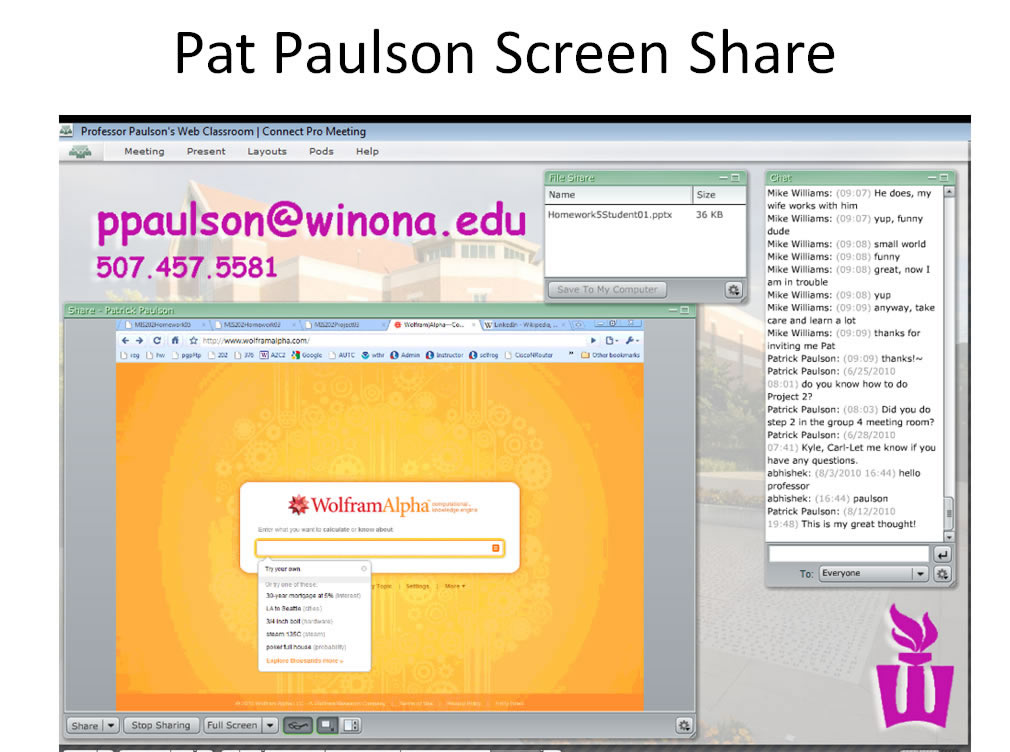 Pat Paulson Screen Share
Professor Paulson's Web Classroom | Connect Pro Meeting
Meeting Present Layouts Pods Help
ppaulson@winona.edu
507.457.5581
File Share
Name Size
Homework5Student01.pptx 36 KB
Save To My Computer
Chat
Mike Williams: (09:07) He does, my
wife works with him
Mike Williams: (09:07) yup, funny
dude
Mike Williams: (09:08) small world
Mike Williams: (09:08) funny
Mike Williams: (09:08) great, now I
am in trouble
Mike Williams: (09:09) yup
Mike Williams: (09:09) anyway, take
care and learn a lot
Mike Williams: (09:09) thanks for
inviting me Pat
Patrick Paulson: (09:09) thanks!~
Patrick Paulson: (6/25/2010
08:01) do you know how to do
Project 2?
Patrick Paulson: (08:03) Did you do
step 2 in the group 4 meeting room?
Patrick Paulson: (6/28/2010
07:41) Kyle, Carl-Let me know if you
have any questions.
abhishek: (8/3/2010 16:44) hello
professor
abhishek: (16:44) paulson
Patrick Paulson: (8/12/2010
19:48) This is my great thought!
To: Everyone
Share - Patrick Paulson
Wolfram|Alpha—Co... LinkedIn - Wikipedia, ...
http://www.wolframalpha.com/
hw 202 376 A2C2 Google AUTC wttr Admin Instructor scifrog CiscoNRouter » Other bookmarks
WolframAlpha computational... knowledge engine
Enter what you want to calculate or know about
Try your own
Or try one of these:
30-year mortgage at 6% (interest)
LA to Seattle (cities)
3/4 inch bolt (hardware)
steam 135C (steam)
poker full house (probability)
Explore thousands more »
Topic | Settings | More
Share Stop Sharing Full Screen
W